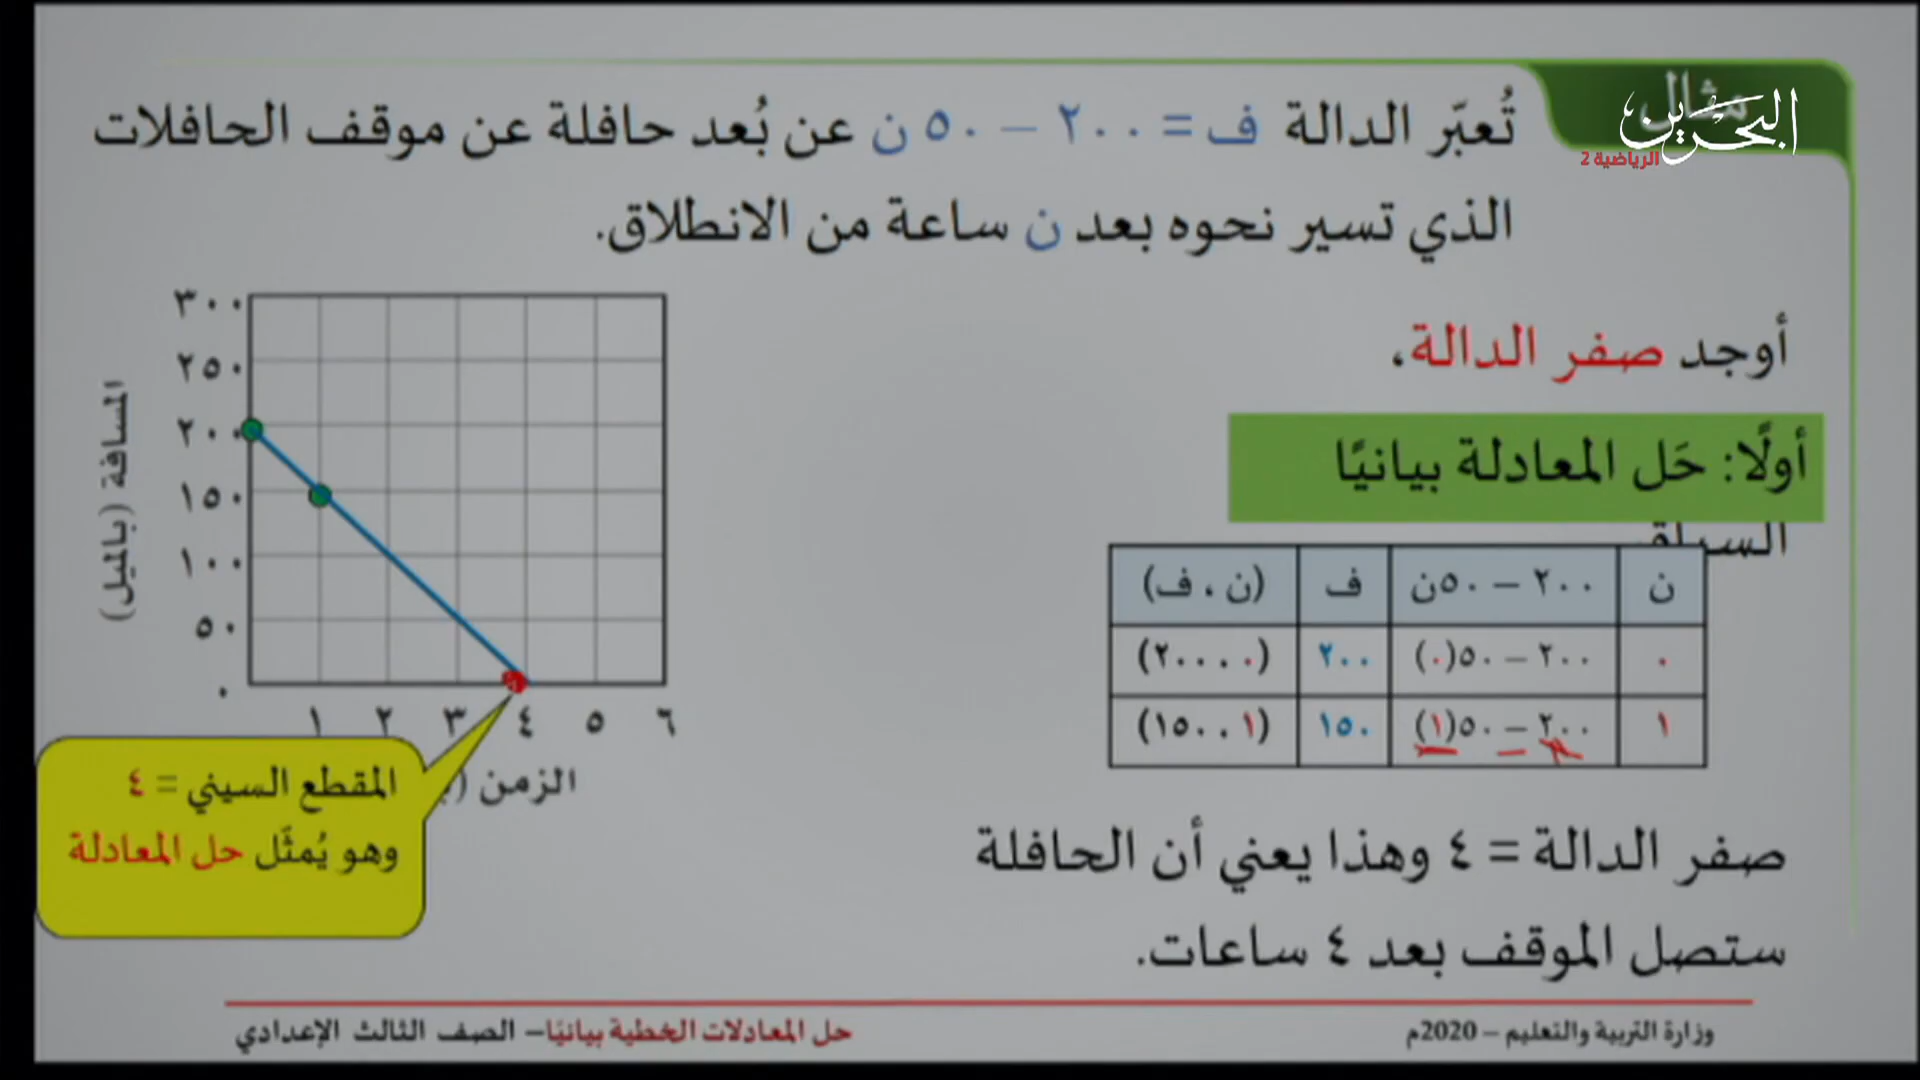 مثال
البحرين
الرياضية 2
تُعبّر الدالة ف = ٢٠٠ – ٥٠ن عن بُعد حافلة عن موقف الحافلات
الذي تسير نحوه بعد ن ساعة من الانطلاق.
أوجد صفر الدالة،
أولًا: حَل المعادلة بيانيًا
ن	٢٠٠ – ٥٠ن	ف	(ن ، ف)
٠	٢٠٠ – ٥٠(٠)	٢٠٠	(٠ ، ٢٠٠)
١	٢٠٠ – ٥٠(١)	١٥٠	(١ ، ١٥٠)
صفر الدالة = ٤ وهذا يعني أن الحافلة
ستصل الموقف بعد ٤ ساعات.
المسافة (بالميل)
٣٠٠
٢٥٠
٢٠٠
١٥٠
١٠٠
٥٠
٠
١ ٢ ٣ ٤ ٥ ٦
الزمن
المقطع السيني = ٤
وهو يُمثّل حل المعادلة
وزارة التربية والتعليم – 2020م
حل المعادلات الخطية بيانيًا – الصف الثالث الإعدادي